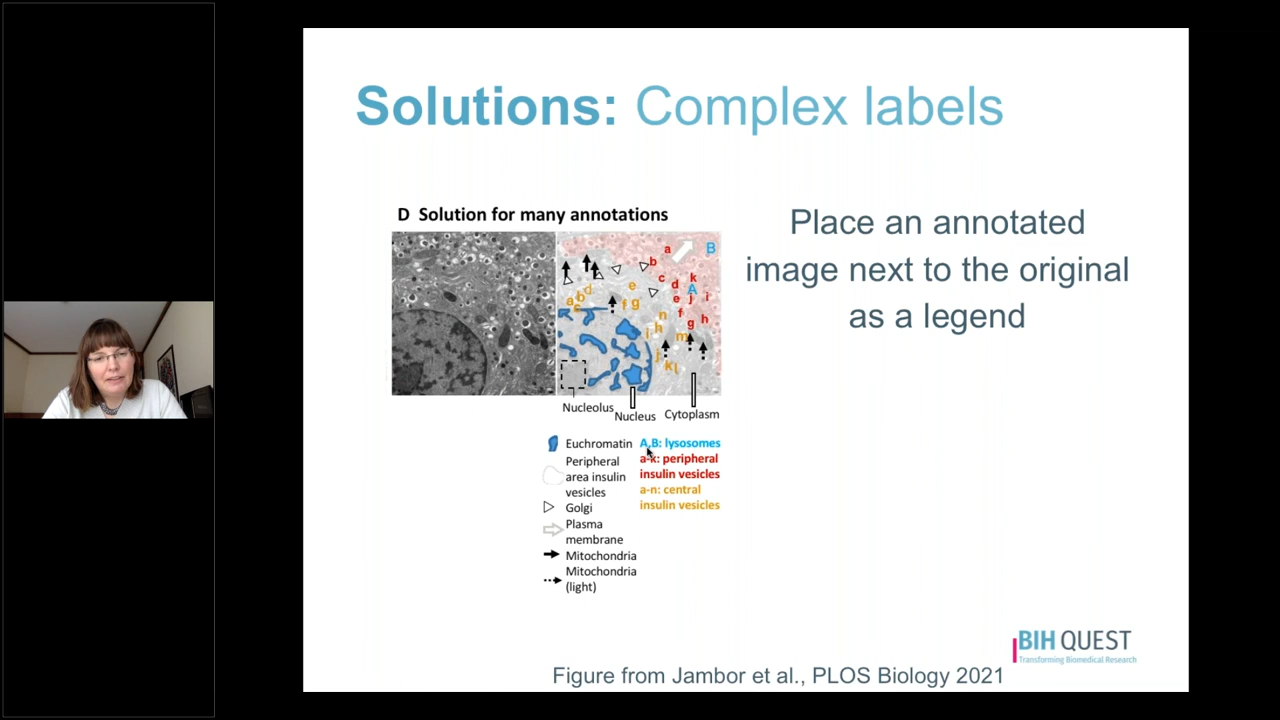 Solutions: Complex labels
D Solution for many annotations
Place an annotated
image next to the original
as a legend
a
B
b
c
k
d
A
e
j
i
e
d
a
b
c
f
g
f
g
h
n
h
i
m
j
k
l
Nucleolus
Nucleus
Cytoplasm
Euchromatin
Peripheral
area insulin
vesicles
Golgi
Plasma
membrane
Mitochondria
Mitochondria
(light)
A,B: lysosomes
a-k: peripheral
insulin vesicles
a-n: central
insulin vesicles
BIH QUEST
Transforming Biomedical Research
Figure from Jambor et al., PLOS Biology 2021